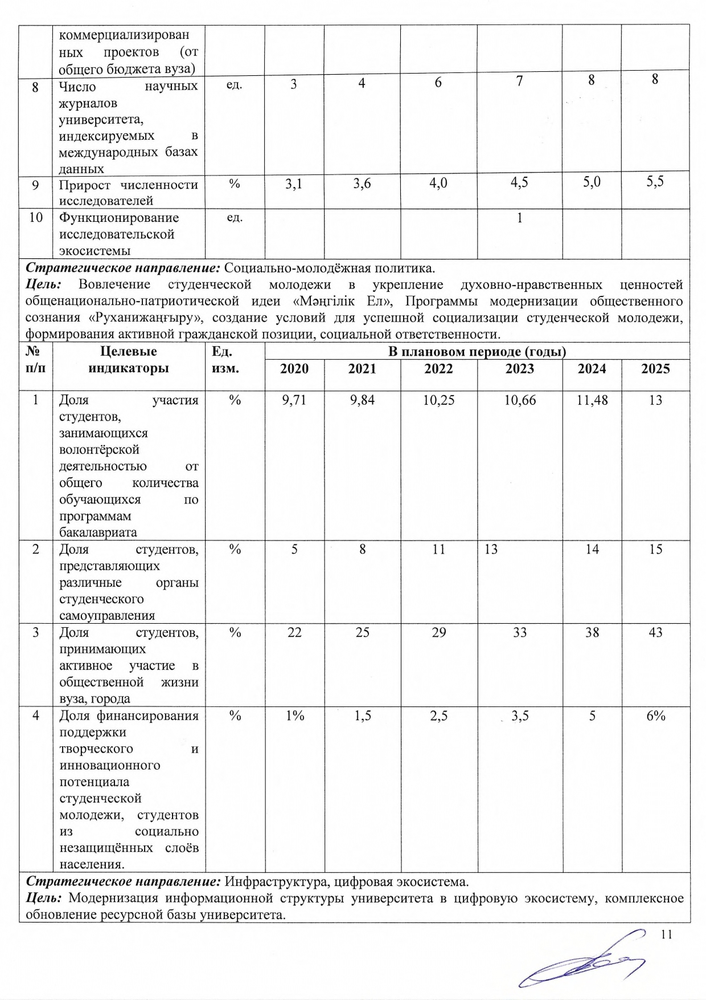 коммерциализирован
ных проектов (от
общего бюджета вуза)
8 Число научных ед. 3 4 6 7 8 8
журналов
университета,
индексируемых в
международных базах
данных
9 Прирост численности % 3,1 3,6 4,0 4,5 5,0 5,5
исследователей
10 Функционирование ед. 1
исследовательской
экосистемы
Стратегическое направление: Социально-молодёжная политика.
Цель: Вовлечение студенческой молодежи в укрепление духовно-нравственных ценностей
общенационально-патриотической идеи «Мәңгілік Ел», Программы модернизации общественного
сознания «Руханижаңғыру», создание условий для успешной социализации студенческой молодежи,
формирования активной гражданской позиции, социальной ответственности.
№ Целевые Ед. В плановом периоде (годы)
п/п индикаторы изм. 2020 2021 2022 2023 2024 2025
1 Доля участия % 9,71 9,84 10,25 10,66 11,48 13
студентов,
занимающихся
волонтёрской
деятельностью от
общего количества
обучающихся по
программам
бакалавриата
2 Доля студентов, % 5 8 11 13 14 15
представляющих
различные органы
студенческого
самоуправления
3 Доля студентов, % 22 25 29 33 38 43
принимающих
активное участие в
общественной жизни
вуза, города
4 Доля финансирования % 1% 1,5 2,5 3,5 5 6%
поддержки
творческого и
инновационного
потенциала
студенческой
молодежи, студентов
из социально
незащищённых слоёв
населения.
Стратегическое направление: Инфраструктура, цифровая экосистема.
Цель: Модернизация информационной структуры университета в цифровую экосистему, комплексное
обновление ресурсной базы университета.
11